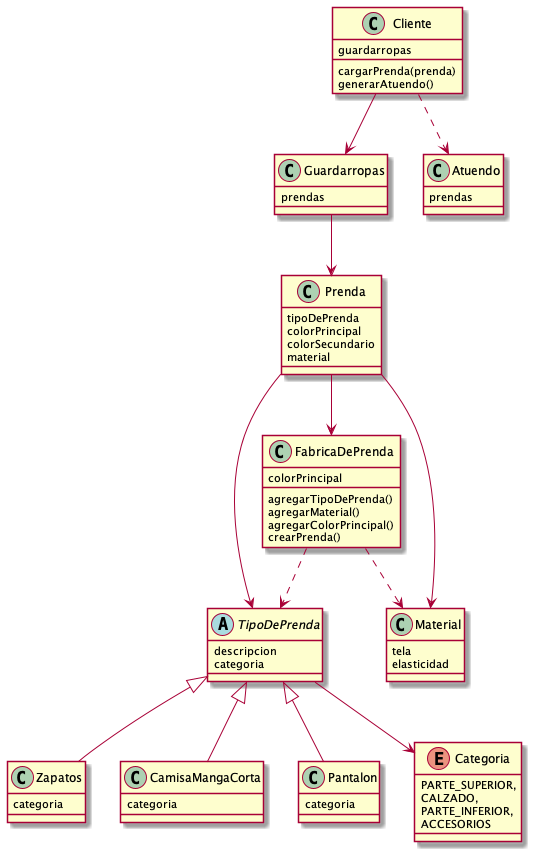 C Cliente
guardarropas
cargarPrenda(prenda)
generarAtuendo()
C Guardarropas
prendas
C Atuendo
prendas
C Prenda
tipoDePrenda
colorPrincipal
colorSecundario
material
C FabricaDePrenda
colorPrincipal
agregarTipoDePrenda()
agregarMaterial()
agregarColorPrincipal()
crearPrenda()
A TipoDePrenda
descripcion
categoria
C Material
tela
elasticidad
C Zapatos
categoria
C CamisaMangaCorta
categoria
C Pantalon
categoria
E Categoria
PARTE_SUPERIOR,
CALZADO,
PARTE_INFERIOR,
ACCESORIOS